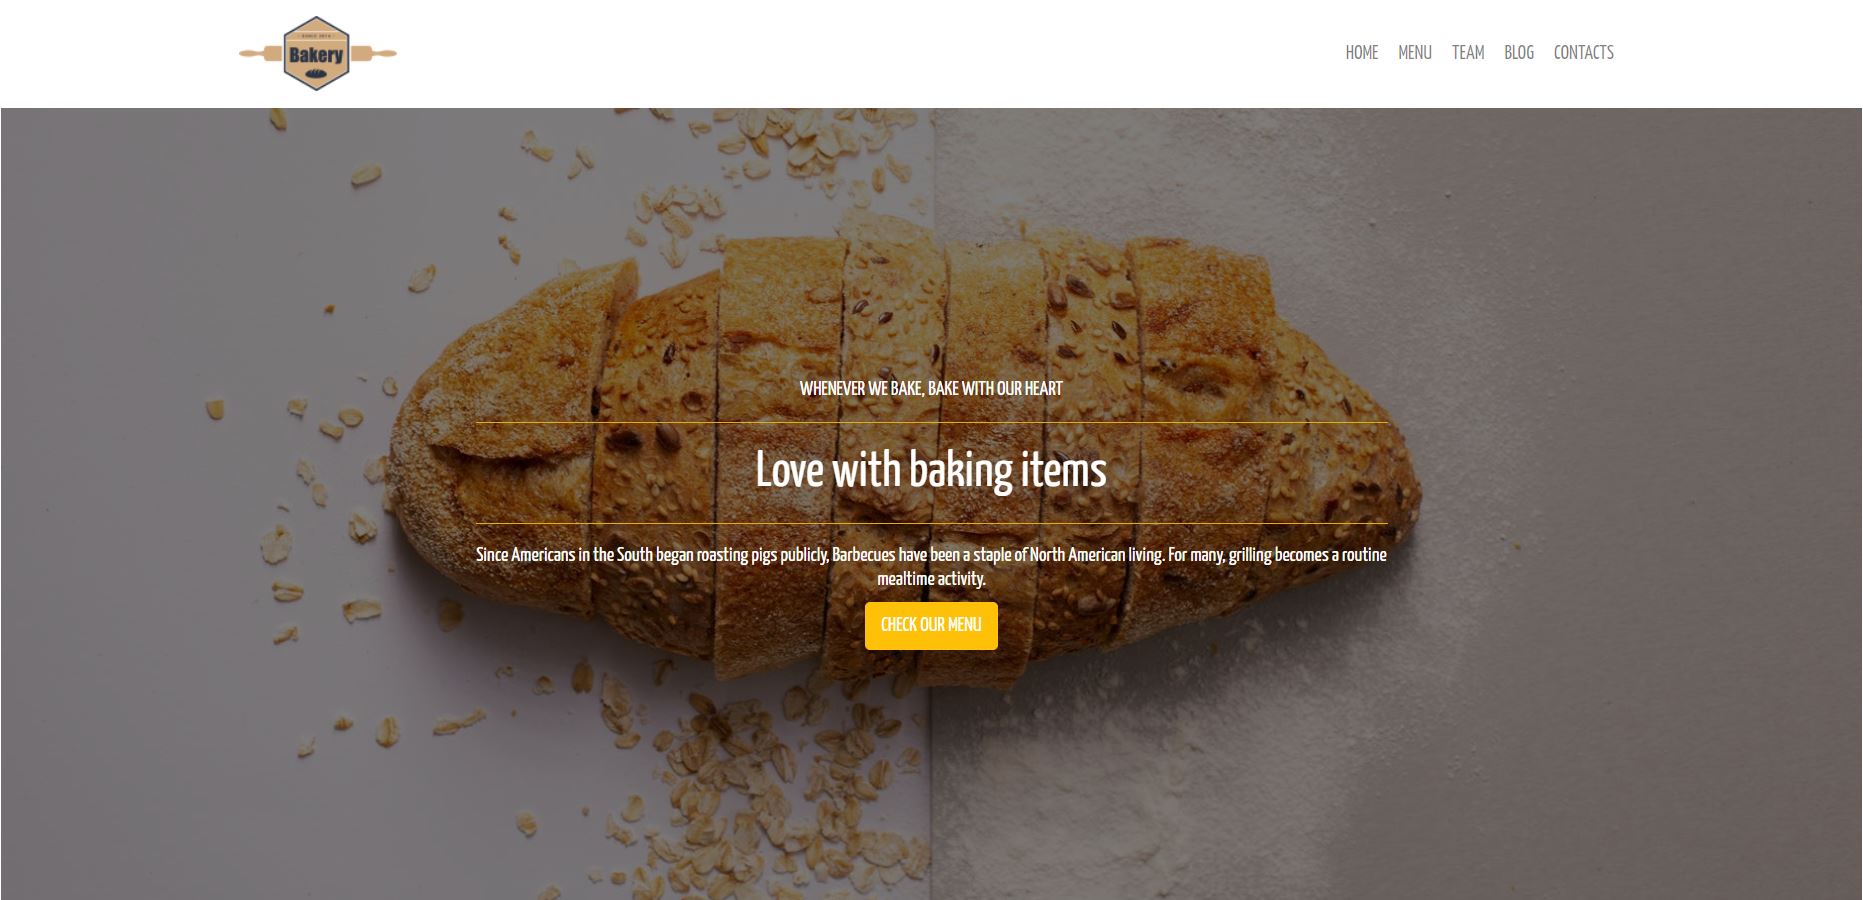 SINCE 2014
Bakery
HOME MENU TEAM BLOG CONTACTS
WHENEVER WE BAKE, BAKE WITH OUR HEART
Love with baking items
Since Americans in the South began roasting pigs publicly, Barbecues have been a staple of North American living. For many, grilling becomes a routine
mealtime activity.
CHECK OUR MENU